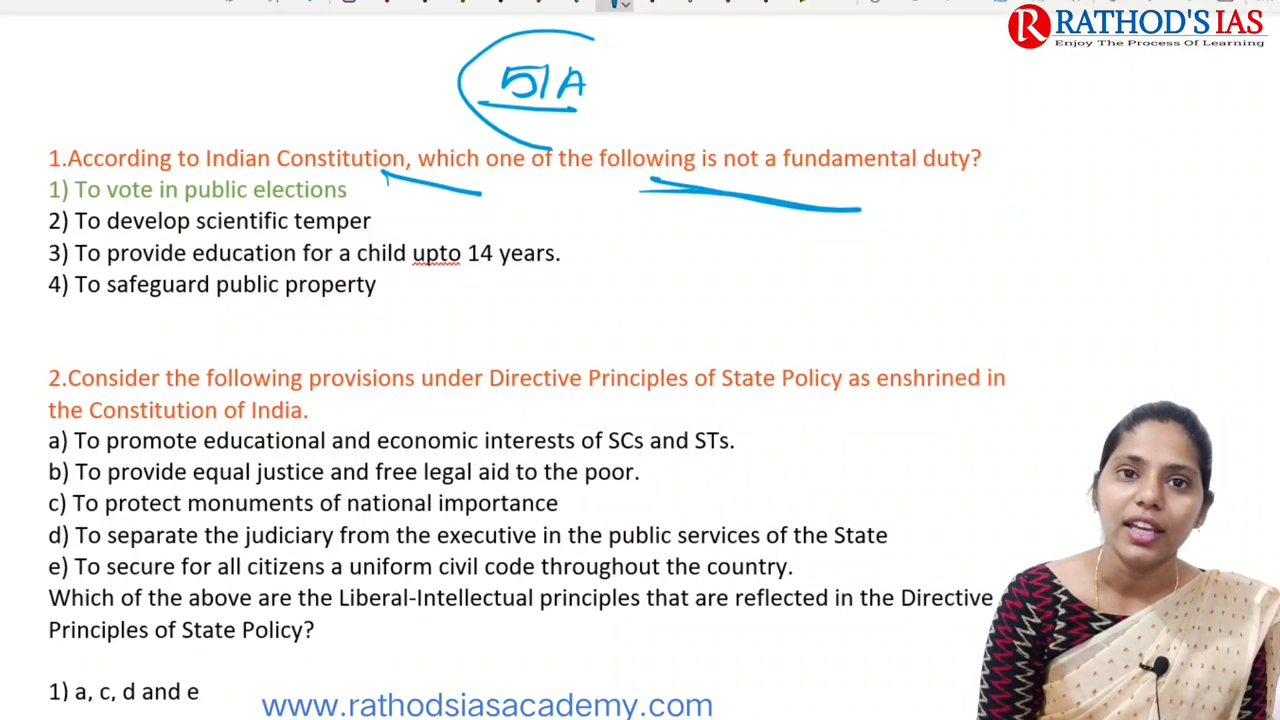 RATHOD'S IAS
Enjoy The Process Of Learning
51A
1.According to Indian Constitution, which one of the following is not a fundamental duty?
1) To vote in public elections
2) To develop scientific temper
3) To provide education for a child upto 14 years.
4) To safeguard public property
2.Consider the following provisions under Directive Principles of State Policy as enshrined in
the Constitution of India.
a) To promote educational and economic interests of SCs and STs.
b) To provide equal justice and free legal aid to the poor.
c) To protect monuments of national importance
d) To separate the judiciary from the executive in the public services of the State
e) To secure for all citizens a uniform civil code throughout the country.
Which of the above are the Liberal-Intellectual principles that are reflected in the Directive
Principles of State Policy?
1) a, c, d and e
www.rathodsiasacademy.com